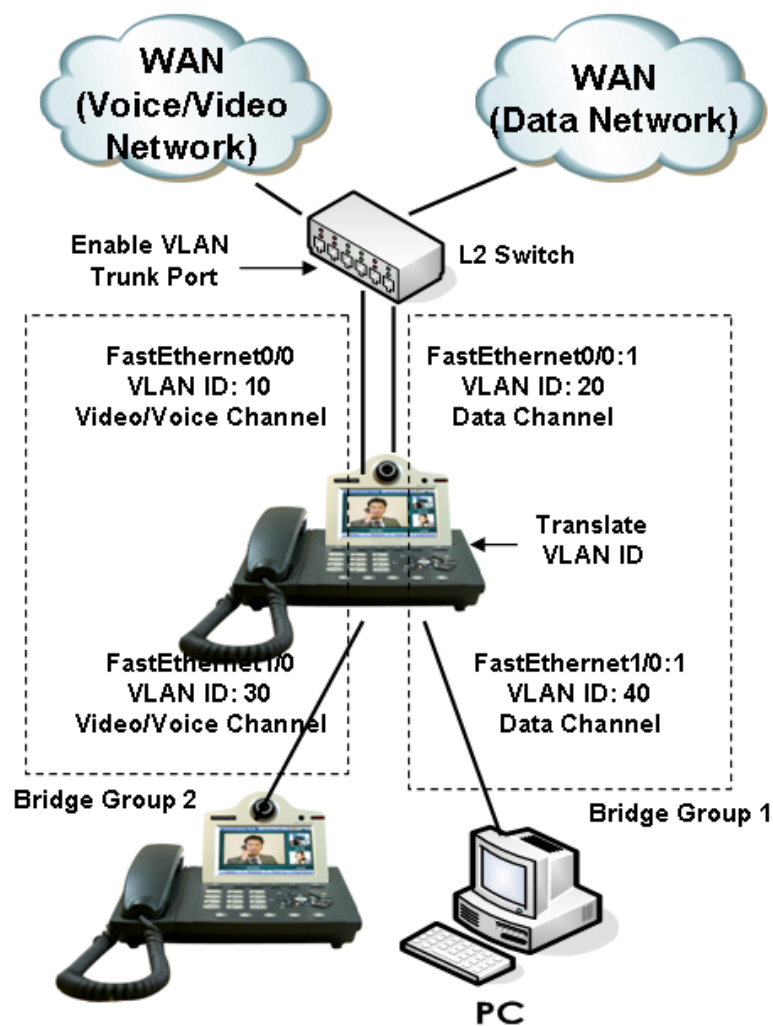 WAN
(Voice/Video
Network)
WAN
(Data Network)
Enable VLAN
Trunk Port
L2 Switch
FastEthernet0/0
VLAN ID: 10
Video/Voice Channel
FastEthernet0/0:1
VLAN ID: 20
Data Channel
Translate
VLAN ID
FastEthernet1/0
VLAN ID: 30
Video/Voice Channel
FastEthernet1/0:1
VLAN ID: 40
Data Channel
Bridge Group 2
Bridge Group 1
PC